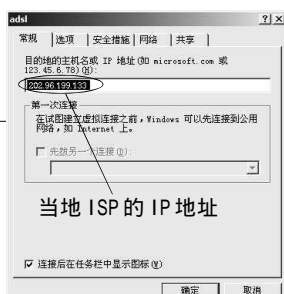 adsl
常规 选项 安全措施 网络 共享
目的地的主机名或 IP 地址(如 microsoft.com 或
123.45.6.78)(H):
202.96.199.133
第一次连接
在试图建立虚拟连接之前，Windows 可以先连接到公用
网络，如 Internet 上。
先拨另一个连接(D):
当地 ISP 的 IP 地址
连接后在任务栏中显示图标(W)
确定 取消